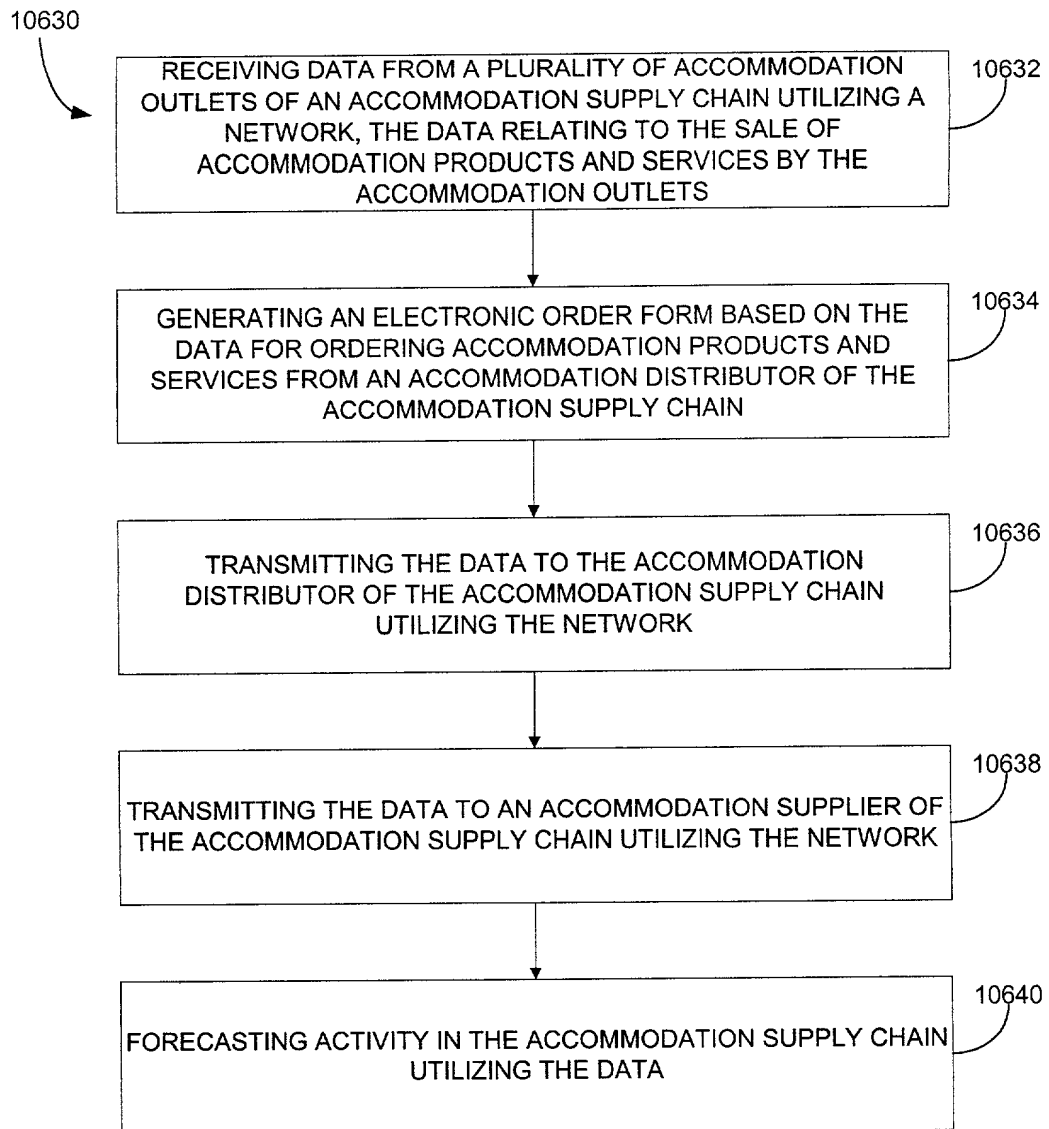 10630
RECEIVING DATA FROM A PLURALITY OF ACCOMMODATION
OUTLETS OF AN ACCOMMODATION SUPPLY CHAIN UTILIZING A
NETWORK, THE DATA RELATING TO THE SALE OF
ACCOMMODATION PRODUCTS AND SERVICES BY THE
ACCOMMODATION OUTLETS
10632
GENERATING AN ELECTRONIC ORDER FORM BASED ON THE
DATA FOR ORDERING ACCOMMODATION PRODUCTS AND
SERVICES FROM AN ACCOMMODATION DISTRIBUTOR OF THE
ACCOMMODATION SUPPLY CHAIN
10634
TRANSMITTING THE DATA TO THE ACCOMMODATION
DISTRIBUTOR OF THE ACCOMMODATION SUPPLY CHAIN
UTILIZING THE NETWORK
10636
TRANSMITTING THE DATA TO AN ACCOMMODATION SUPPLIER OF
THE ACCOMMODATION SUPPLY CHAIN UTILIZING THE NETWORK
10638
FORECASTING ACTIVITY IN THE ACCOMMODATION SUPPLY CHAIN
UTILIZING THE DATA
10640